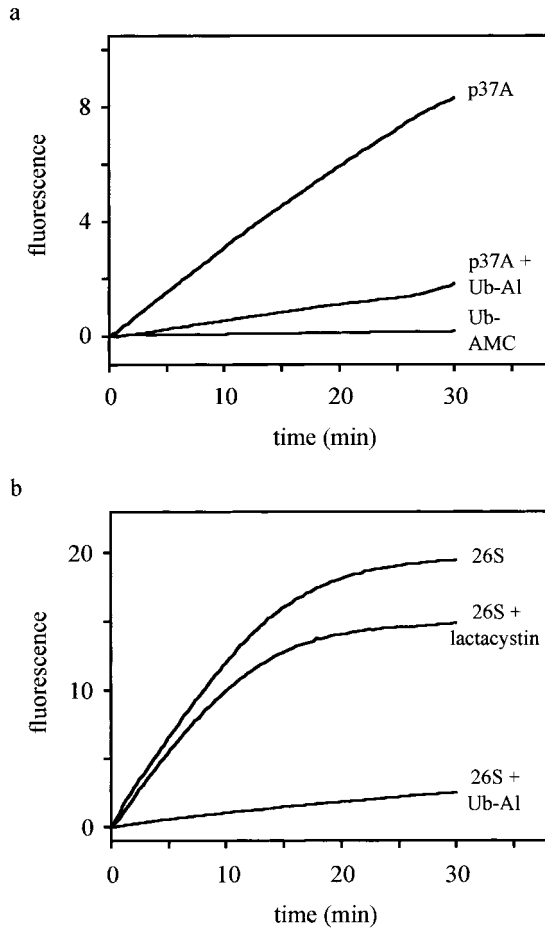 a
8
4
0
fluorescence
p37A
p37A +
Ub-Al
Ub-
AMC
0
10
20
30
time (min)
b
20
10
0
fluorescence
26S
26S +
lactacystin
26S +
Ub-Al
0
10
20
30
time (min)